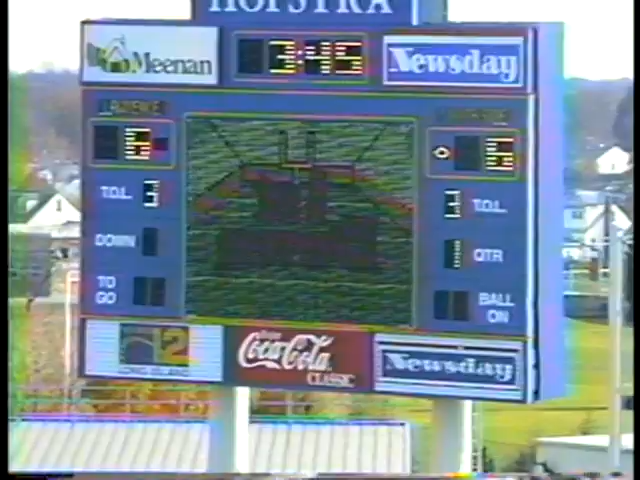 HOFSTRA
Meenan 3:45 Newsday
6 6
T.O.L. 3 3 T.O.L.
DOWN QTR
TO GO BALL ON
12 LONG ISLAND Coca-Cola CLASSIC Newsday